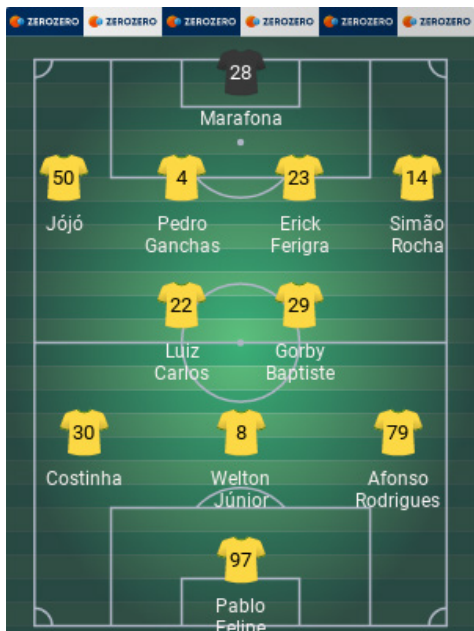 ZEROZERO ZEROZERO ZEROZERO ZEROZERO ZEROZERO ZEROZERO
28
Marafona
50 4 23 14
Jójó Pedro Erick Simão
Ganchas Ferigra Rocha
22 29
Luiz Gorby
Carlos Baptiste
30 8 79
Costinha Welton Afonso
Júnior Rodrigues
97
Pablo
Felipe